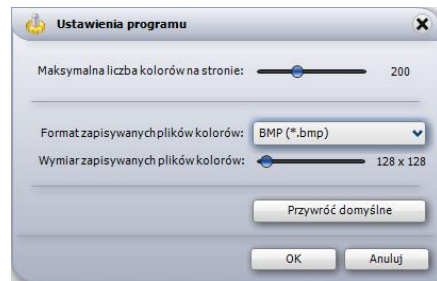 Ustawienia programu
Maksymalna liczba kolorów na stronie: 200
Format zapisywanych plików kolorów: BMP (*.bmp)
Wymiar zapisywanych plików kolorów: 128 x 128
Przywróć domyślne
OK Anuluj